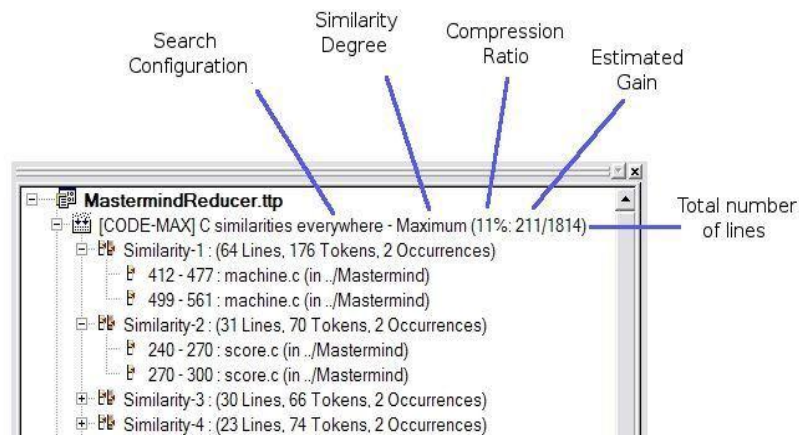 Search
Configuration
Similarity
Degree
Compression
Ratio
Estimated
Gain
MastermindReducer.ttp
[CODE-MAX] C similarities everywhere - Maximum (11%: 211/1814)
Total number
of lines
Similarity-1 : (64 Lines, 176 Tokens, 2 Occurrences)
412 - 477 : machine.c (in ../Mastermind)
499 - 561 : machine.c (in ../Mastermind)
Similarity-2 : (31 Lines, 70 Tokens, 2 Occurrences)
240 - 270 : score.c (in ../Mastermind)
270 - 300 : score.c (in ../Mastermind)
Similarity-3 : (30 Lines, 66 Tokens, 2 Occurrences)
Similarity-4 : (23 Lines, 74 Tokens, 2 Occurrences)